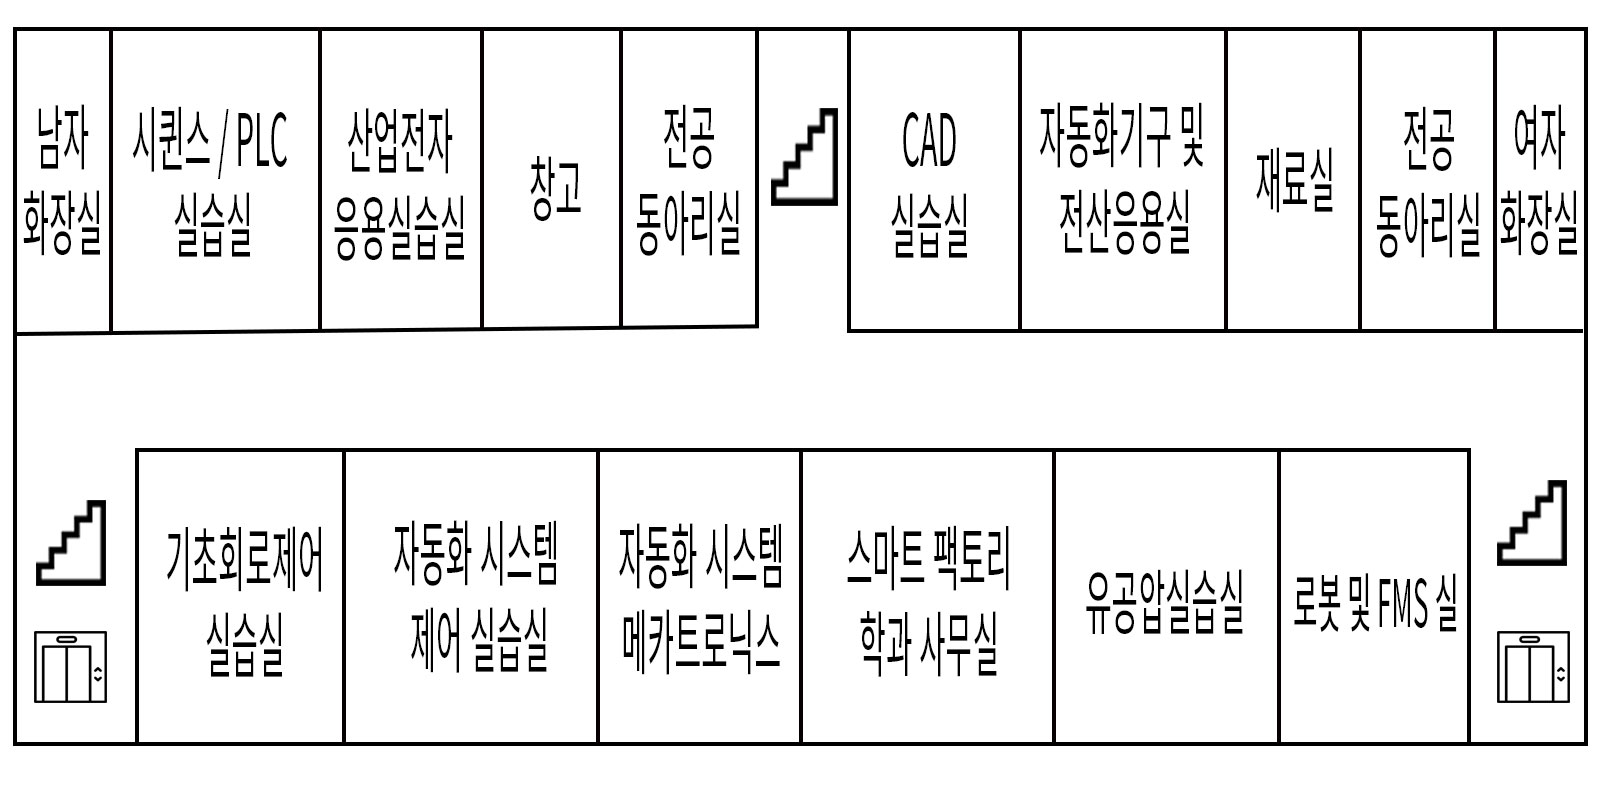 남자
화장실
시퀀스 / PLC
실습실
산업전자
응용실습실
창고
전공
동아리실
CAD
실습실
자동화기구 및
전산응용실
재료실
전공
동아리실
여자
화장실
기초회로제어
실습실
자동화 시스템
제어 실습실
자동화 시스템
메카트로닉스
스마트 팩토리
학과 사무실
유공압실습실
로봇 및 FMS 실